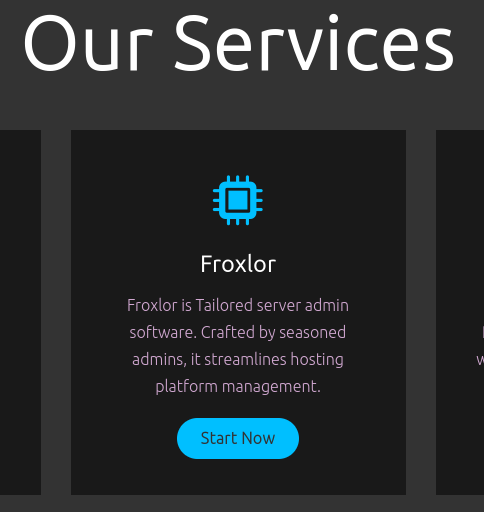 Our Services
Froxlor
Froxlor is Tailored server admin
software. Crafted by seasoned
admins, it streamlines hosting
platform management.
Start Now